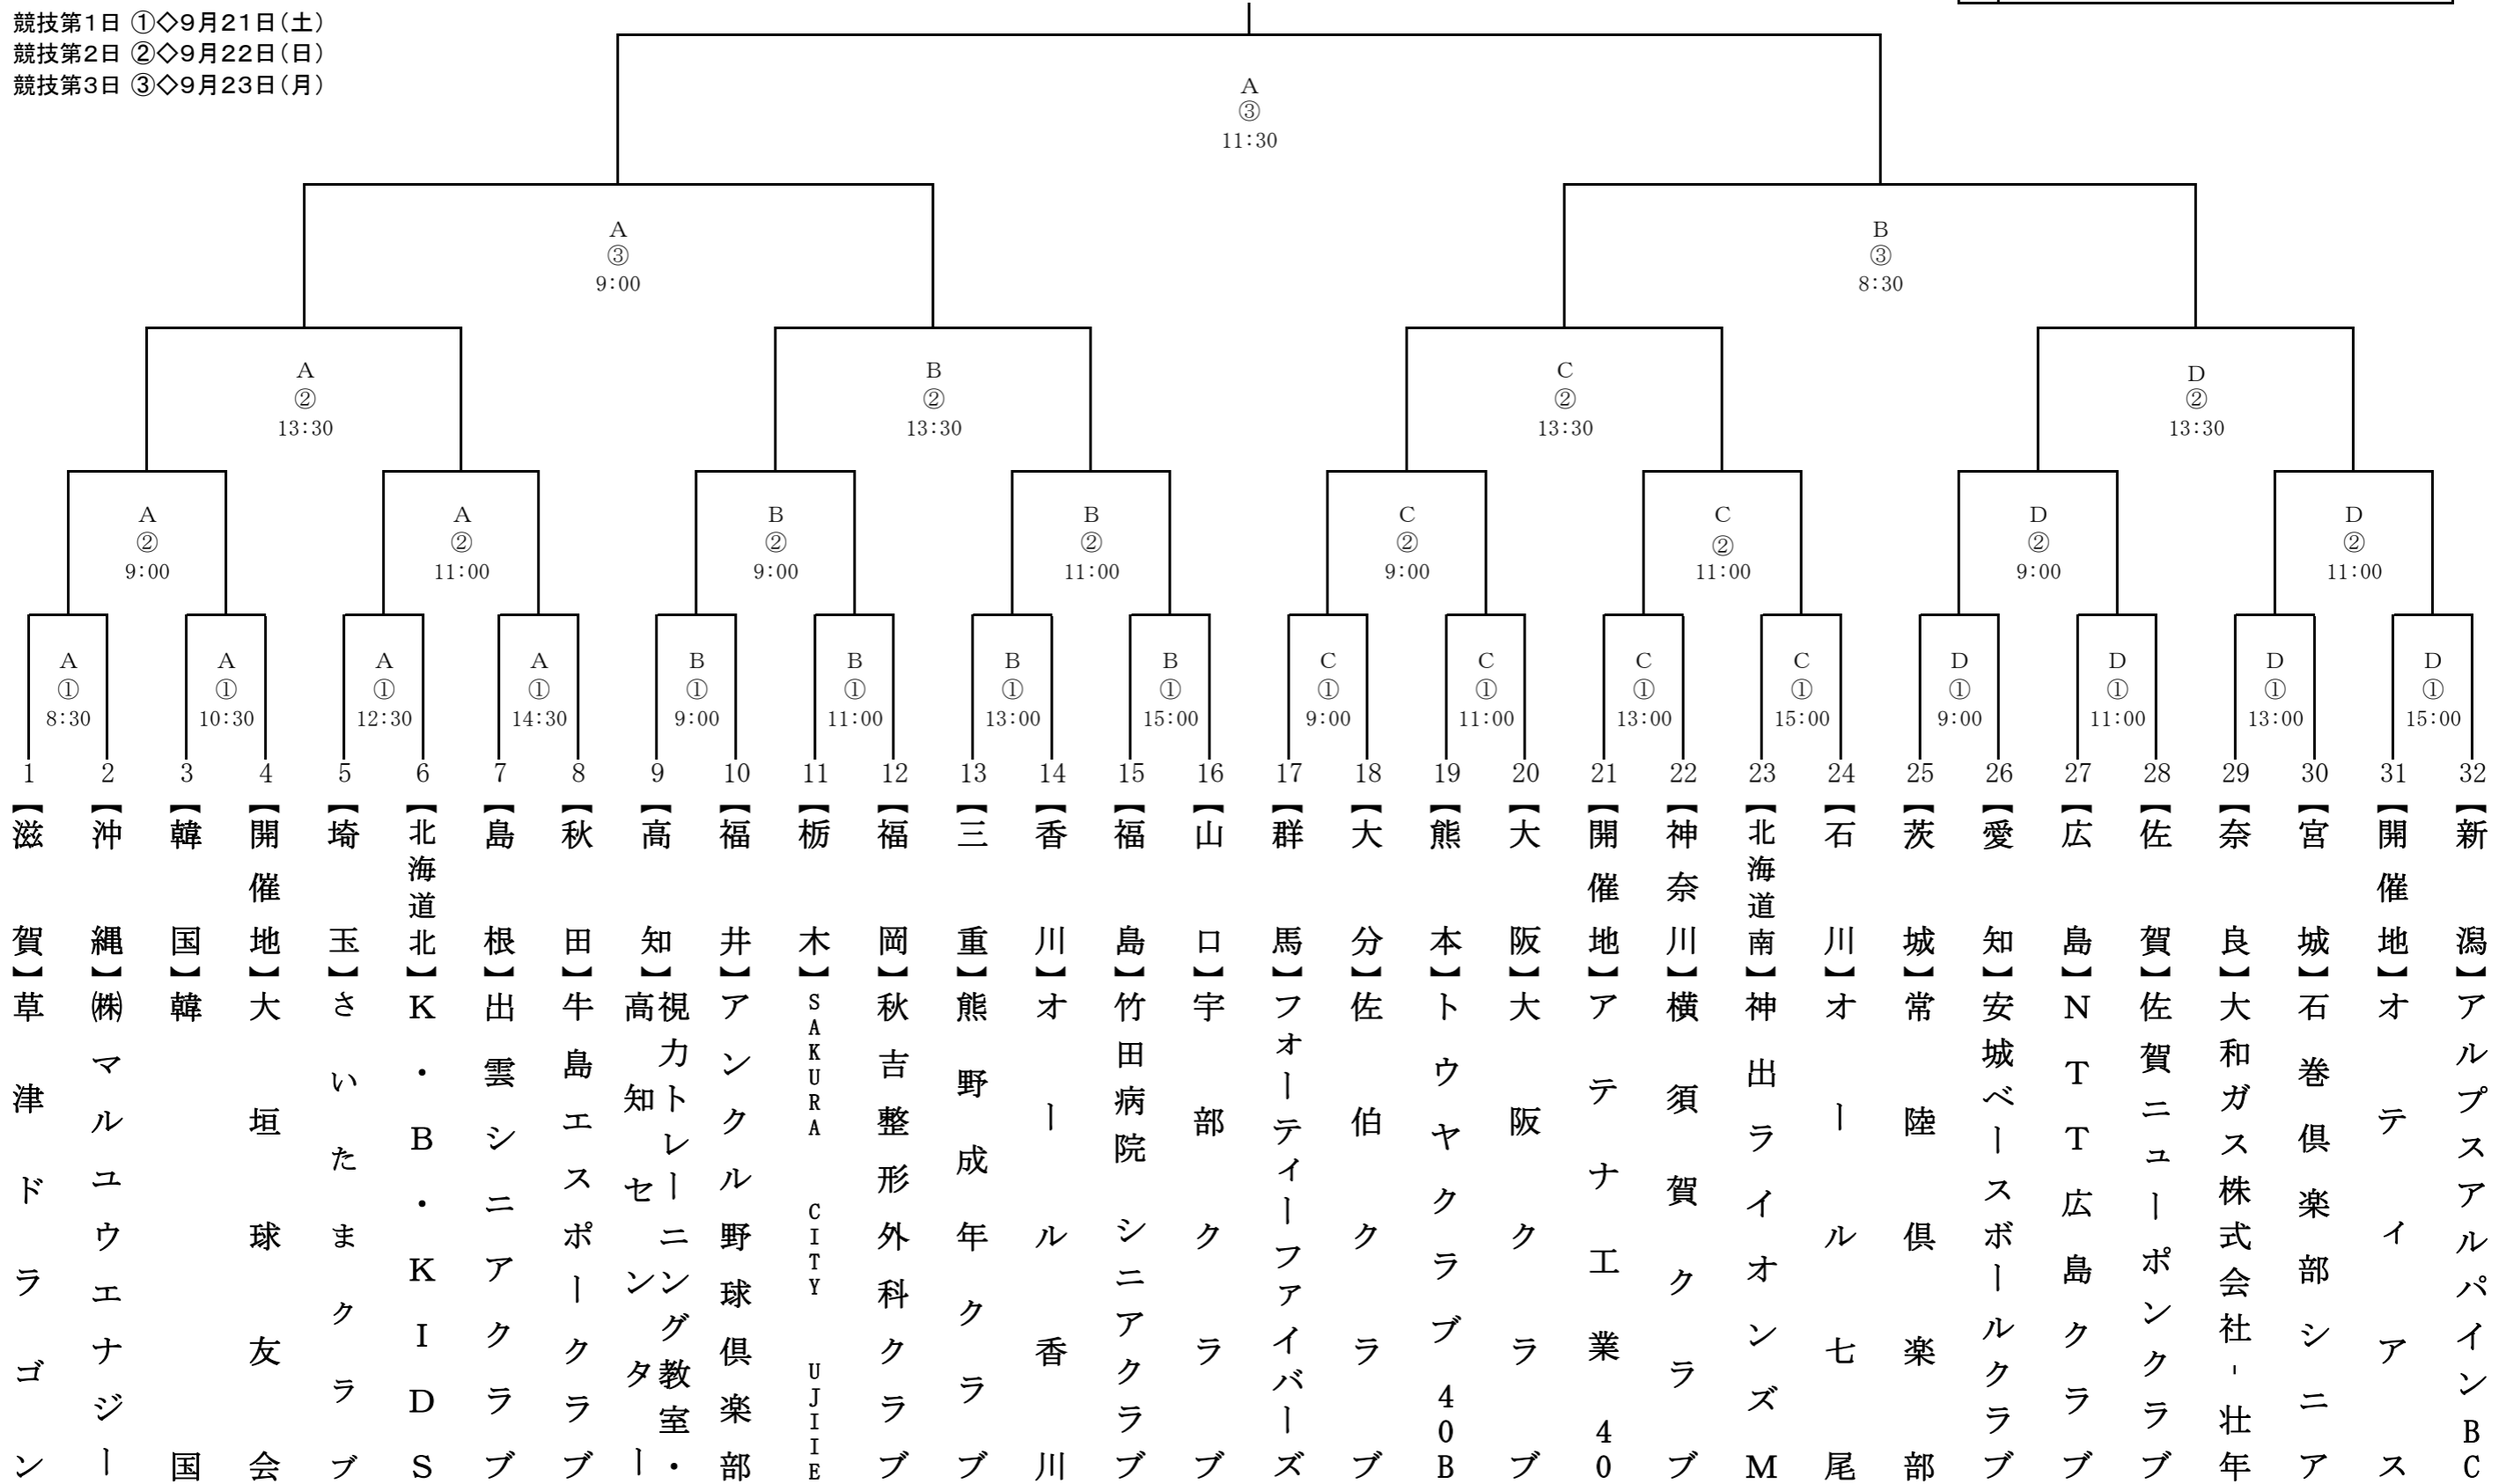 競技第1日 ①◇9月21日(土)
競技第2日 ②◇9月22日(日)
競技第3日 ③◇9月23日(月)
A
③
11:30
A
③
9:00
B
③
8:30
A
②
13:30
B
②
13:30
C
②
13:30
D
②
13:30
A
②
9:00
A
②
11:00
B
②
9:00
B
②
11:00
C
②
9:00
C
②
11:00
D
②
9:00
D
②
11:00
A
①
8:30
A
①
10:30
A
①
12:30
A
①
14:30
B
①
9:00
B
①
11:00
B
①
13:00
B
①
15:00
C
①
9:00
C
①
11:00
C
①
13:00
C
①
15:00
D
①
9:00
D
①
11:00
D
①
13:00
D
①
15:00
1 【滋賀】草津ドラゴン
2 【沖縄】㈱マルユウエナジー
3 【韓国】韓国
4 【開催地】大垣球友会
5 【埼玉】さいたまクラブ
6 【北海道北】K・B・KIDS
7 【島根】出雲シニアクラブ
8 【秋田】牛島エスポークラブ
9 【高知】視力トレーニング教室・高知センター
10 【福井】アンクル野球倶楽部
11 【栃木】SAKURA CITY UJIIE
12 【福岡】秋吉整形外科クラブ
13 【三重】熊野成年クラブ
14 【香川】オール香川
15 【福島】竹田病院シニアクラブ
16 【山口】宇部クラブ
17 【群馬】フォーティーファイバーズ
18 【大分】佐伯クラブ
19 【熊本】トウヤクラブ40B
20 【大阪】大阪クラブ
21 【開催地】アテナ工業40
22 【神奈川】横須賀クラブ
23 【北海道南】神出ライオンズM
24 【石川】オール七尾
25 【茨城】常陸倶楽部
26 【愛知】安城ベースボールクラブ
27 【広島】NTT広島クラブ
28 【佐賀】佐賀ニューポンクラブ
29 【奈良】大和ガス株式会社-壮年
30 【宮城】石巻倶楽部シニア
31 【開催地】オティアス
32 【新潟】アルプスアルパインBC